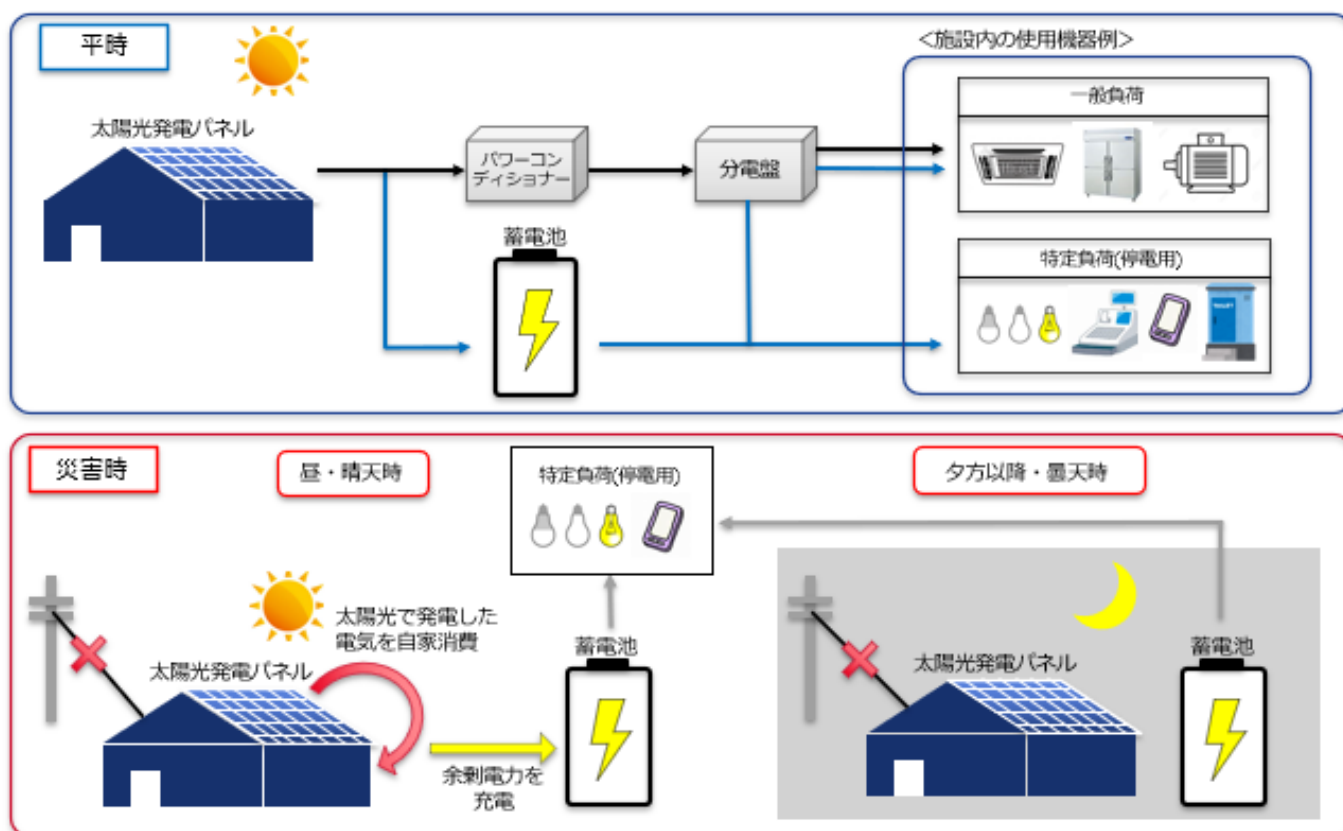 平時
<施設内の使用機器例>
太陽光発電パネル
パワーコン
ディショナー
分電盤
蓄電池
一般負荷
特定負荷(停電用)
TOILET
災害時
昼・晴天時
特定負荷(停電用)
夕方以降・曇天時
太陽光で発電した
電気を自家消費
太陽光発電パネル
蓄電池
余剰電力を
充電
太陽光発電パネル
蓄電池